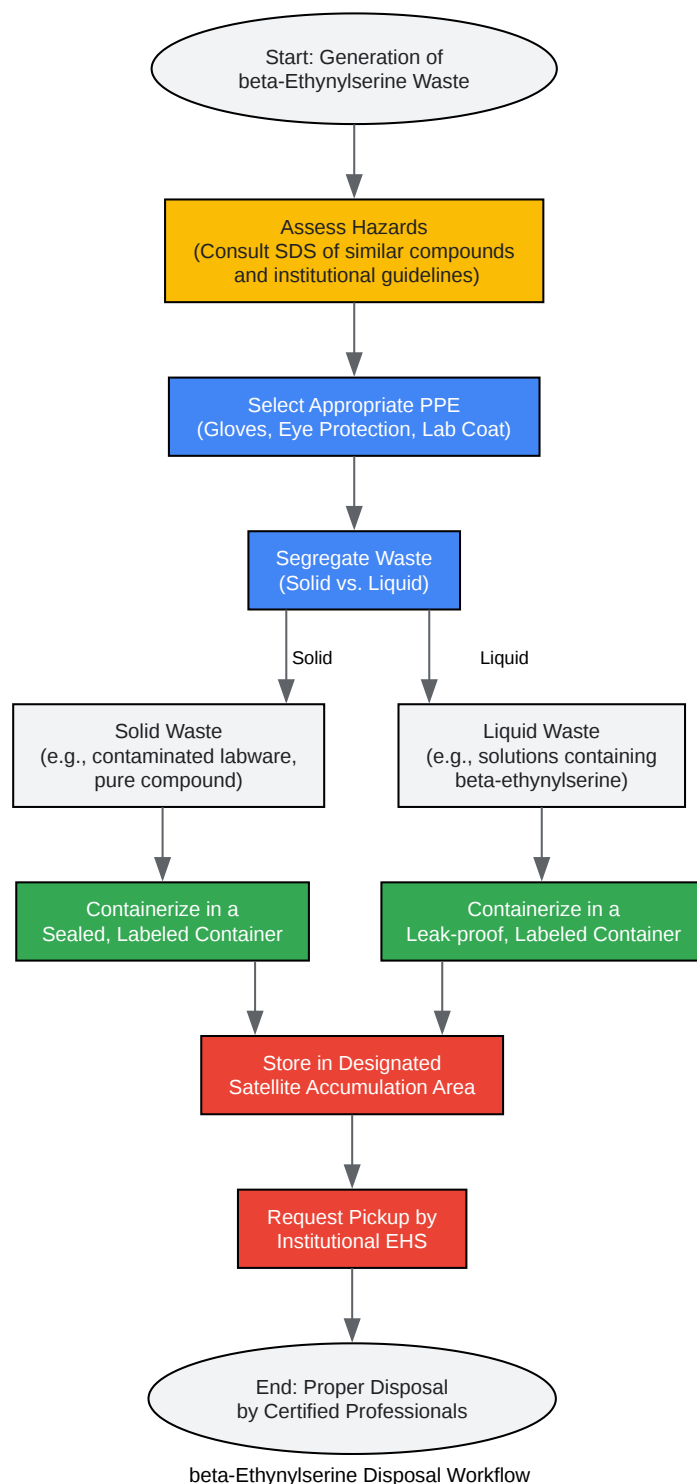 Start: Generation of
beta-Ethynylserine Waste
Assess Hazards
(Consult SDS of similar compounds
and institutional guidelines)
Select Appropriate PPE
(Gloves, Eye Protection, Lab Coat)
Segregate Waste
(Solid vs. Liquid)
Solid
Liquid
Solid Waste
(e.g., contaminated labware,
pure compound)
Liquid Waste
(e.g., solutions containing
beta-ethynylserine)
Containerize in a
Sealed, Labeled Container
Containerize in a
Leak-proof, Labeled Container
Store in Designated
Satellite Accumulation Area
Request Pickup by
Institutional EHS
End: Proper Disposal
by Certified Professionals
beta-Ethynylserine Disposal Workflow